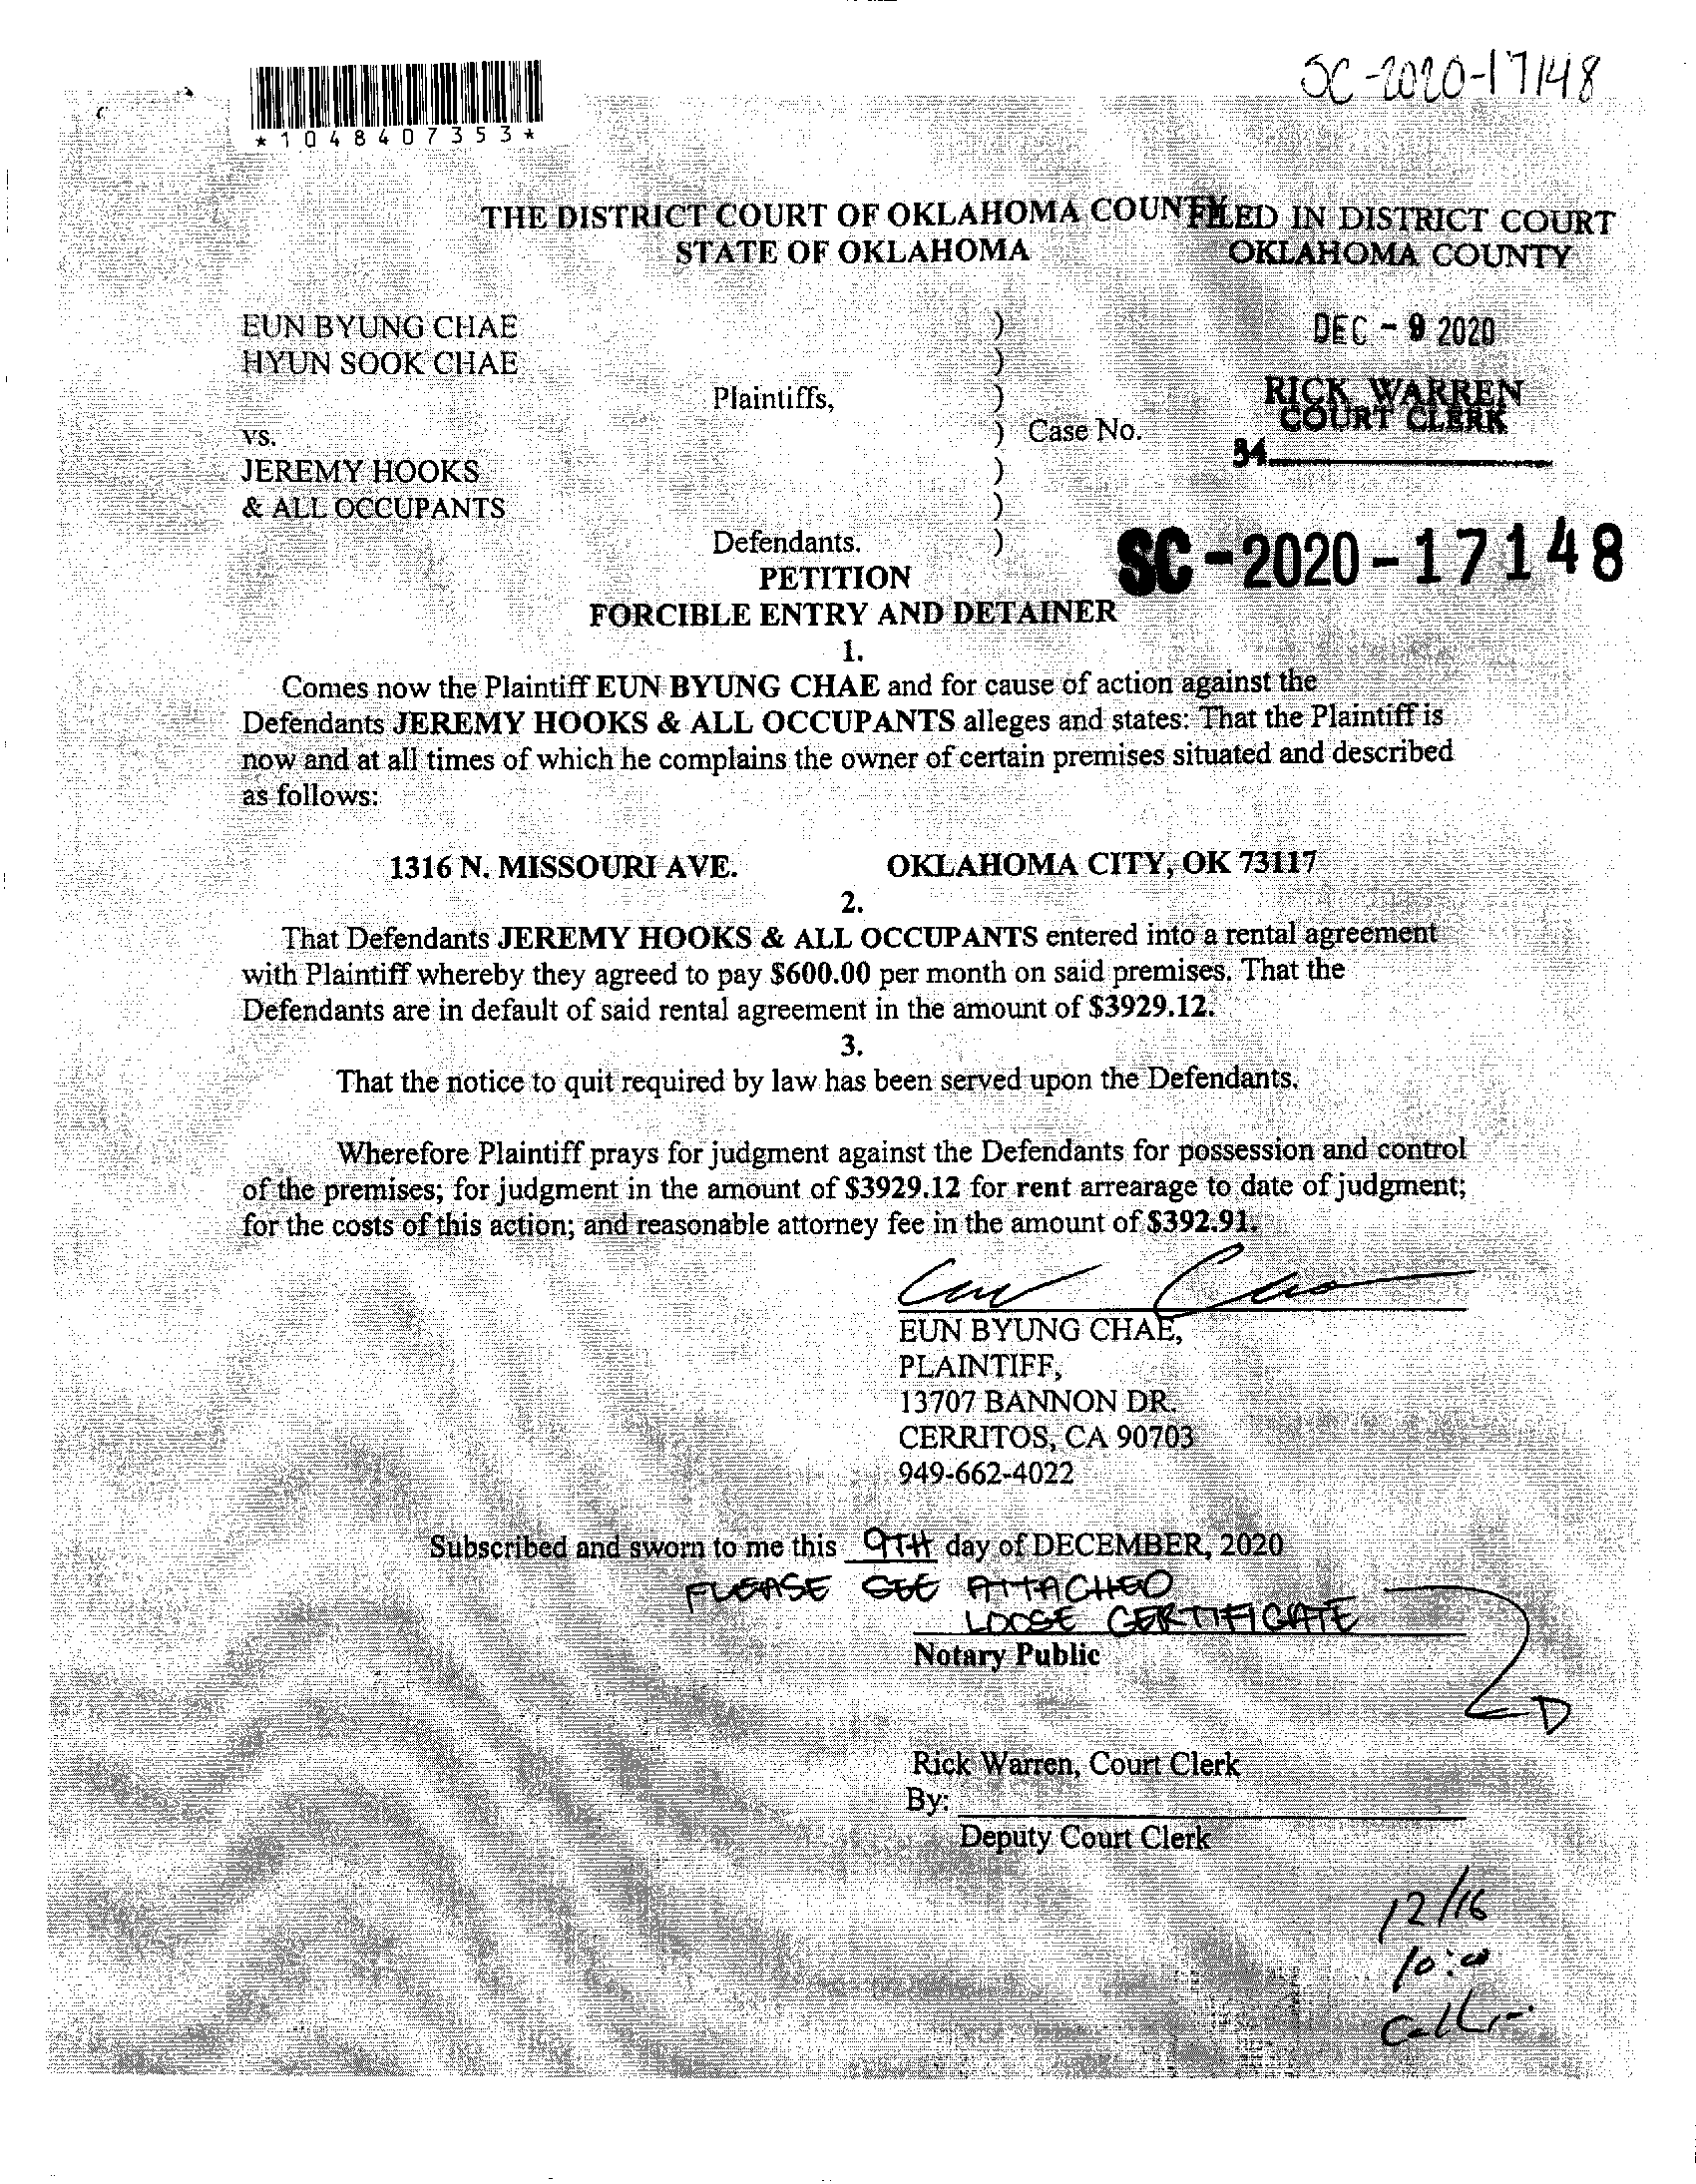 SC-2020-17148
*1048407353*
THE DISTRICT COURT OF OKLAHOMA COUNTY
STATE OF OKLAHOMA
FILED IN DISTRICT COURT
OKLAHOMA COUNTY
DEC - 9 2020
RICK WARREN
COURT CLERK
34
EUN BYUNG CHAE )
HYUN SOOK CHAE )
Plaintiffs, )
vs. ) Case No.
JEREMY HOOKS )
& ALL OCCUPANTS )
Defendants. )
SC-2020-17148
PETITION
FORCIBLE ENTRY AND DETAINER
1.
Comes now the Plaintiff EUN BYUNG CHAE and for cause of action against the
Defendants JEREMY HOOKS & ALL OCCUPANTS alleges and states: That the Plaintiff is
now and at all times of which he complains the owner of certain premises situated and described
as follows:
1316 N. MISSOURI AVE. OKLAHOMA CITY, OK 73117
2.
That Defendants JEREMY HOOKS & ALL OCCUPANTS entered into a rental agreement
with Plaintiff whereby they agreed to pay $600.00 per month on said premises. That the
Defendants are in default of said rental agreement in the amount of $3929.12.
3.
That the notice to quit required by law has been served upon the Defendants.
Wherefore Plaintiff prays for judgment against the Defendants for possession and control
of the premises; for judgment in the amount of $3929.12 for rent arrearage to date of judgment;
for the costs of this action; and reasonable attorney fee in the amount of $392.91.
EUN BYUNG CHAE,
PLAINTIFF,
13707 BANNON DR.
CERRITOS, CA 90703
949-662-4022
Subscribed and sworn to me this 9TH day of DECEMBER, 2020
PLEASE SEE ATTACHED
LOOSE CERTIFICATE
Notary Public
Rick Warren, Court Clerk
By:
Deputy Court Clerk
12/16
10:00